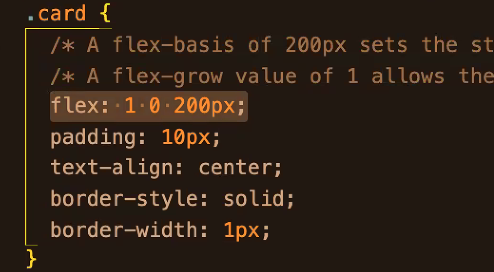 .card {
/* A flex-basis of 200px sets the st
/* A flex-grow value of 1 allows the
flex: 1 0 200px;
padding: 10px;
text-align: center;
border-style: solid;
border-width: 1px;
}